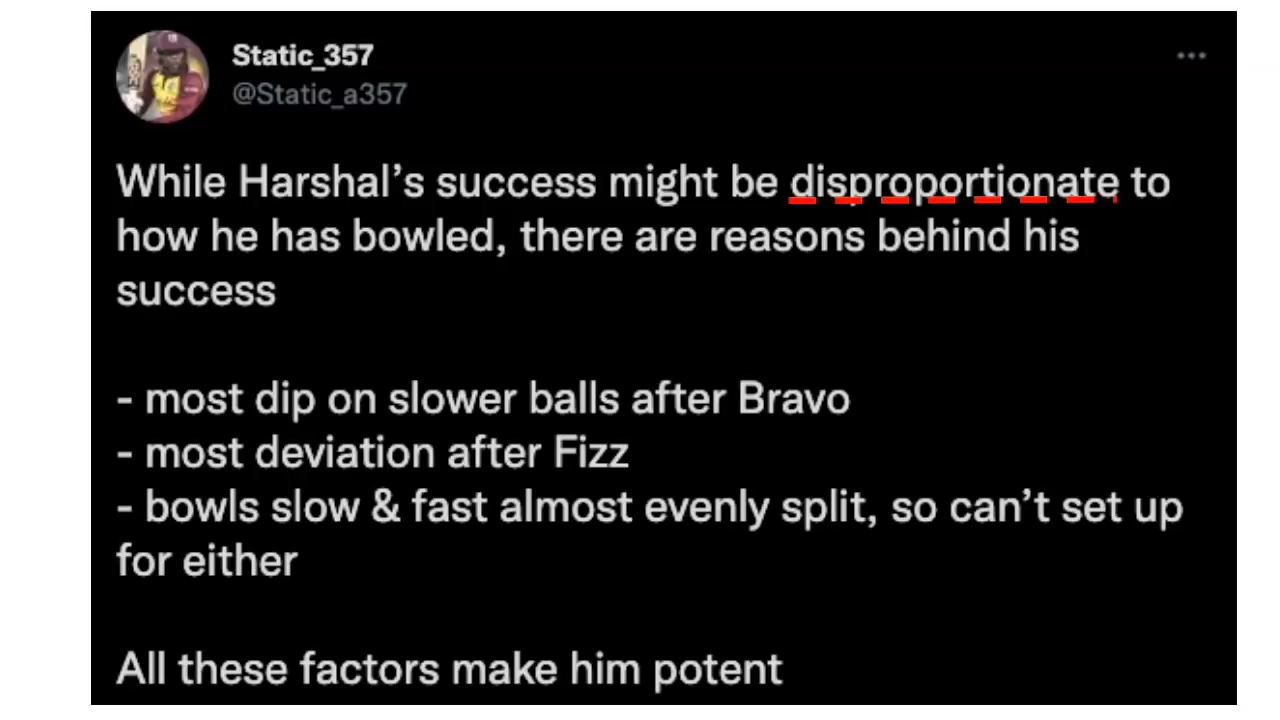 Static_357
@Static_a357
While Harshal’s success might be disproportionate to
how he has bowled, there are reasons behind his
success
- most dip on slower balls after Bravo
- most deviation after Fizz
- bowls slow & fast almost evenly split, so can’t set up
for either
All these factors make him potent